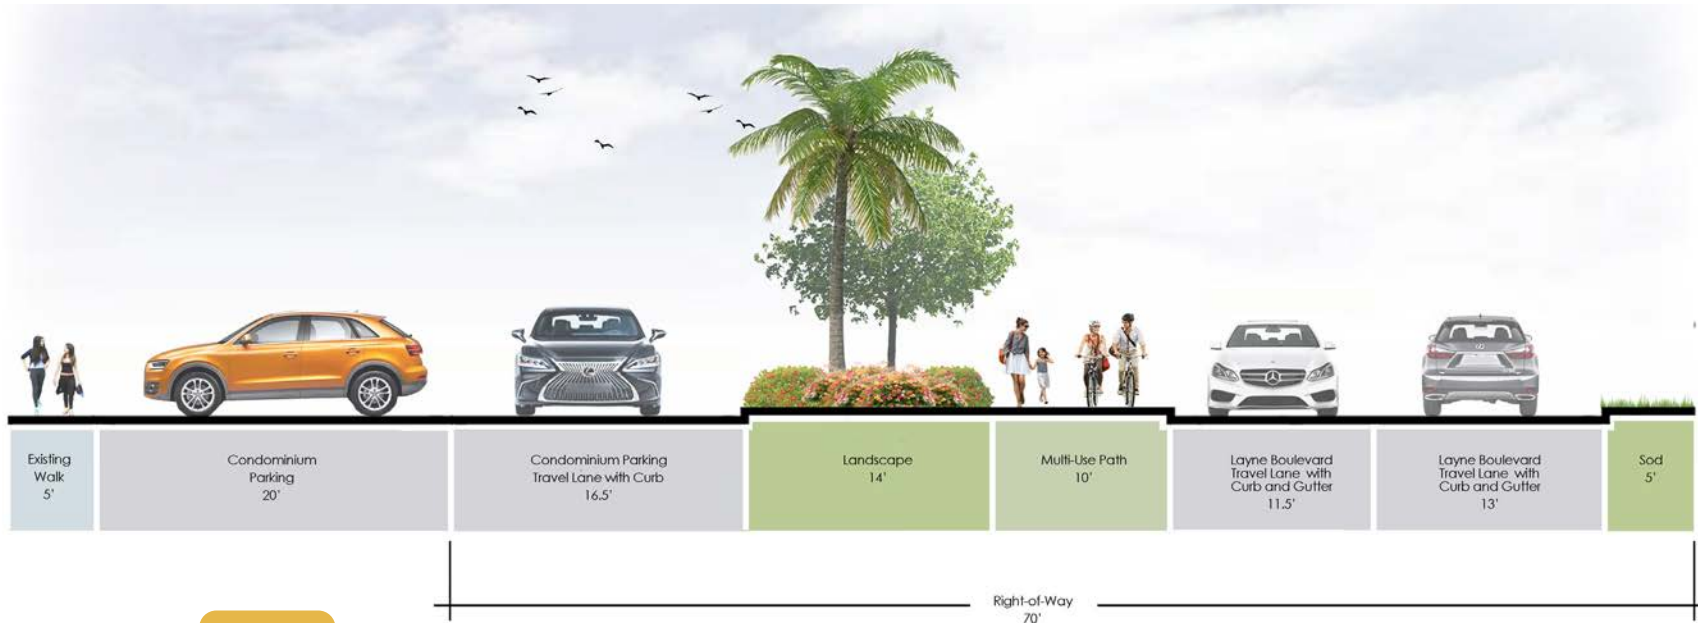 Existing
Walk
5'
Condominium
Parking
20'
Condominium Parking
Travel Lane with Curb
16.5'
Landscape
14'
Multi-Use Path
10'
Layne Boulevard
Travel Lane with
Curb and Gutter
11.5'
Layne Boulevard
Travel Lane with
Curb and Gutter
13'
Sod
5'
Right-of-Way
70'